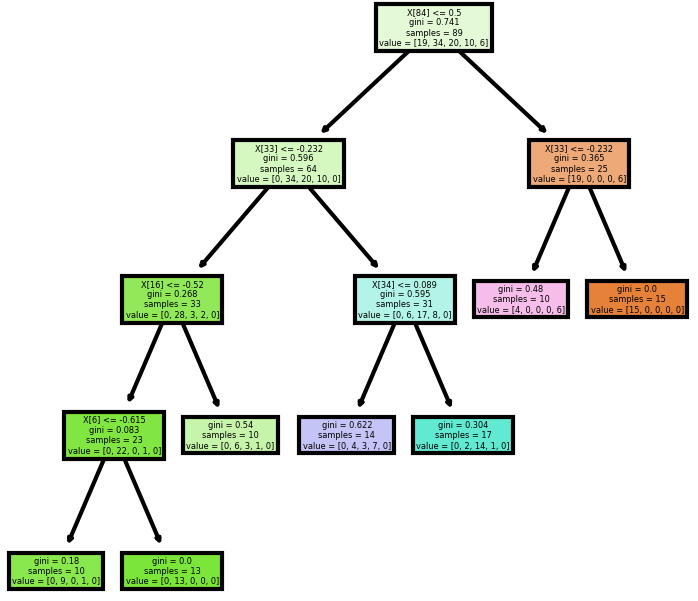 X[84] <= 0.5
gini = 0.741
samples = 89
value = [19, 34, 20, 10, 6]
X[33] <= -0.232
gini = 0.596
samples = 64
value = [0, 34, 20, 10, 0]
X[33] <= -0.232
gini = 0.365
samples = 25
value = [19, 0, 0, 0, 6]
X[16] <= -0.52
gini = 0.268
samples = 33
value = [0, 28, 3, 2, 0]
X[34] <= 0.089
gini = 0.595
samples = 31
value = [0, 6, 17, 8, 0]
gini = 0.48
samples = 10
value = [4, 0, 0, 0, 6]
gini = 0.0
samples = 15
value = [15, 0, 0, 0, 0]
X[6] <= -0.615
gini = 0.083
samples = 23
value = [0, 22, 0, 1, 0]
gini = 0.54
samples = 10
value = [0, 6, 3, 1, 0]
gini = 0.622
samples = 14
value = [0, 4, 3, 7, 0]
gini = 0.304
samples = 17
value = [0, 2, 14, 1, 0]
gini = 0.18
samples = 10
value = [0, 9, 0, 1, 0]
gini = 0.0
samples = 13
value = [0, 13, 0, 0, 0]